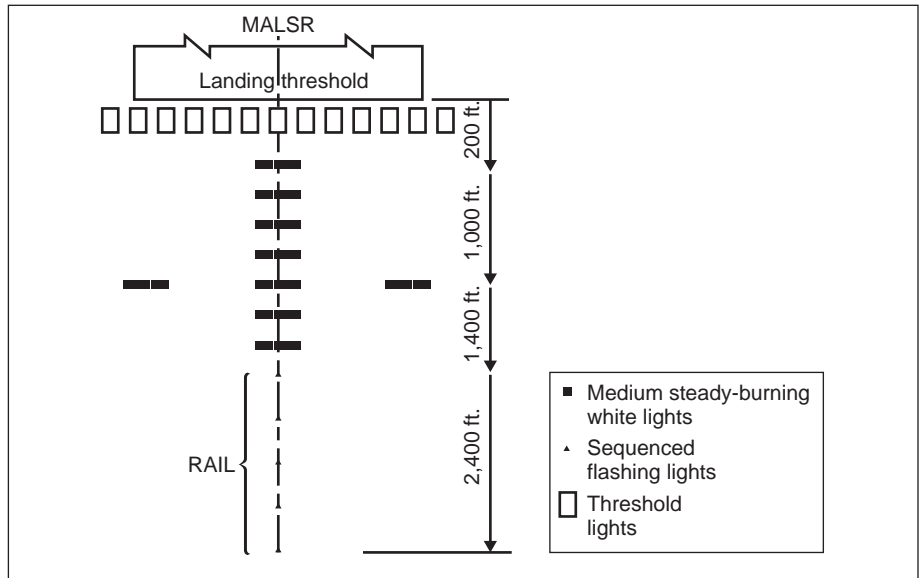 MALSR
Landing threshold
200 ft.
1,000 ft.
1,400 ft.
2,400 ft.
RAIL
Medium steady-burning
white lights
Sequenced
flashing lights
Threshold
lights